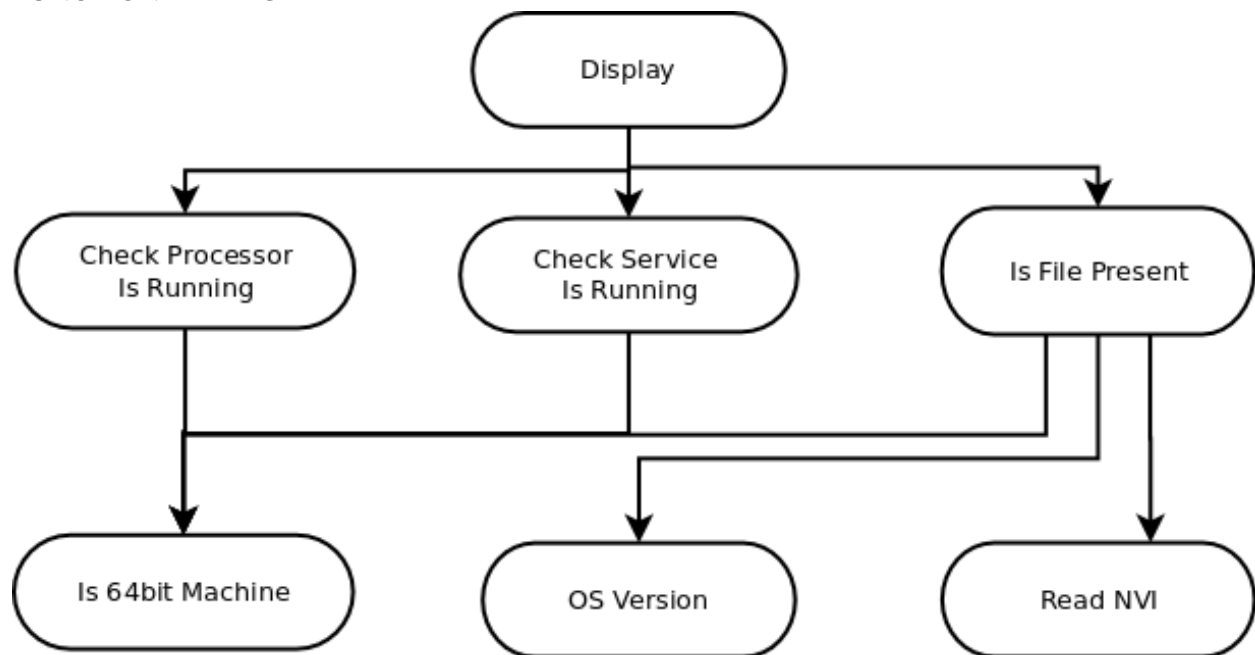 Display
Check Processor
Is Running
Check Service
Is Running
Is File Present
Is 64bit Machine
OS Version
Read NVI